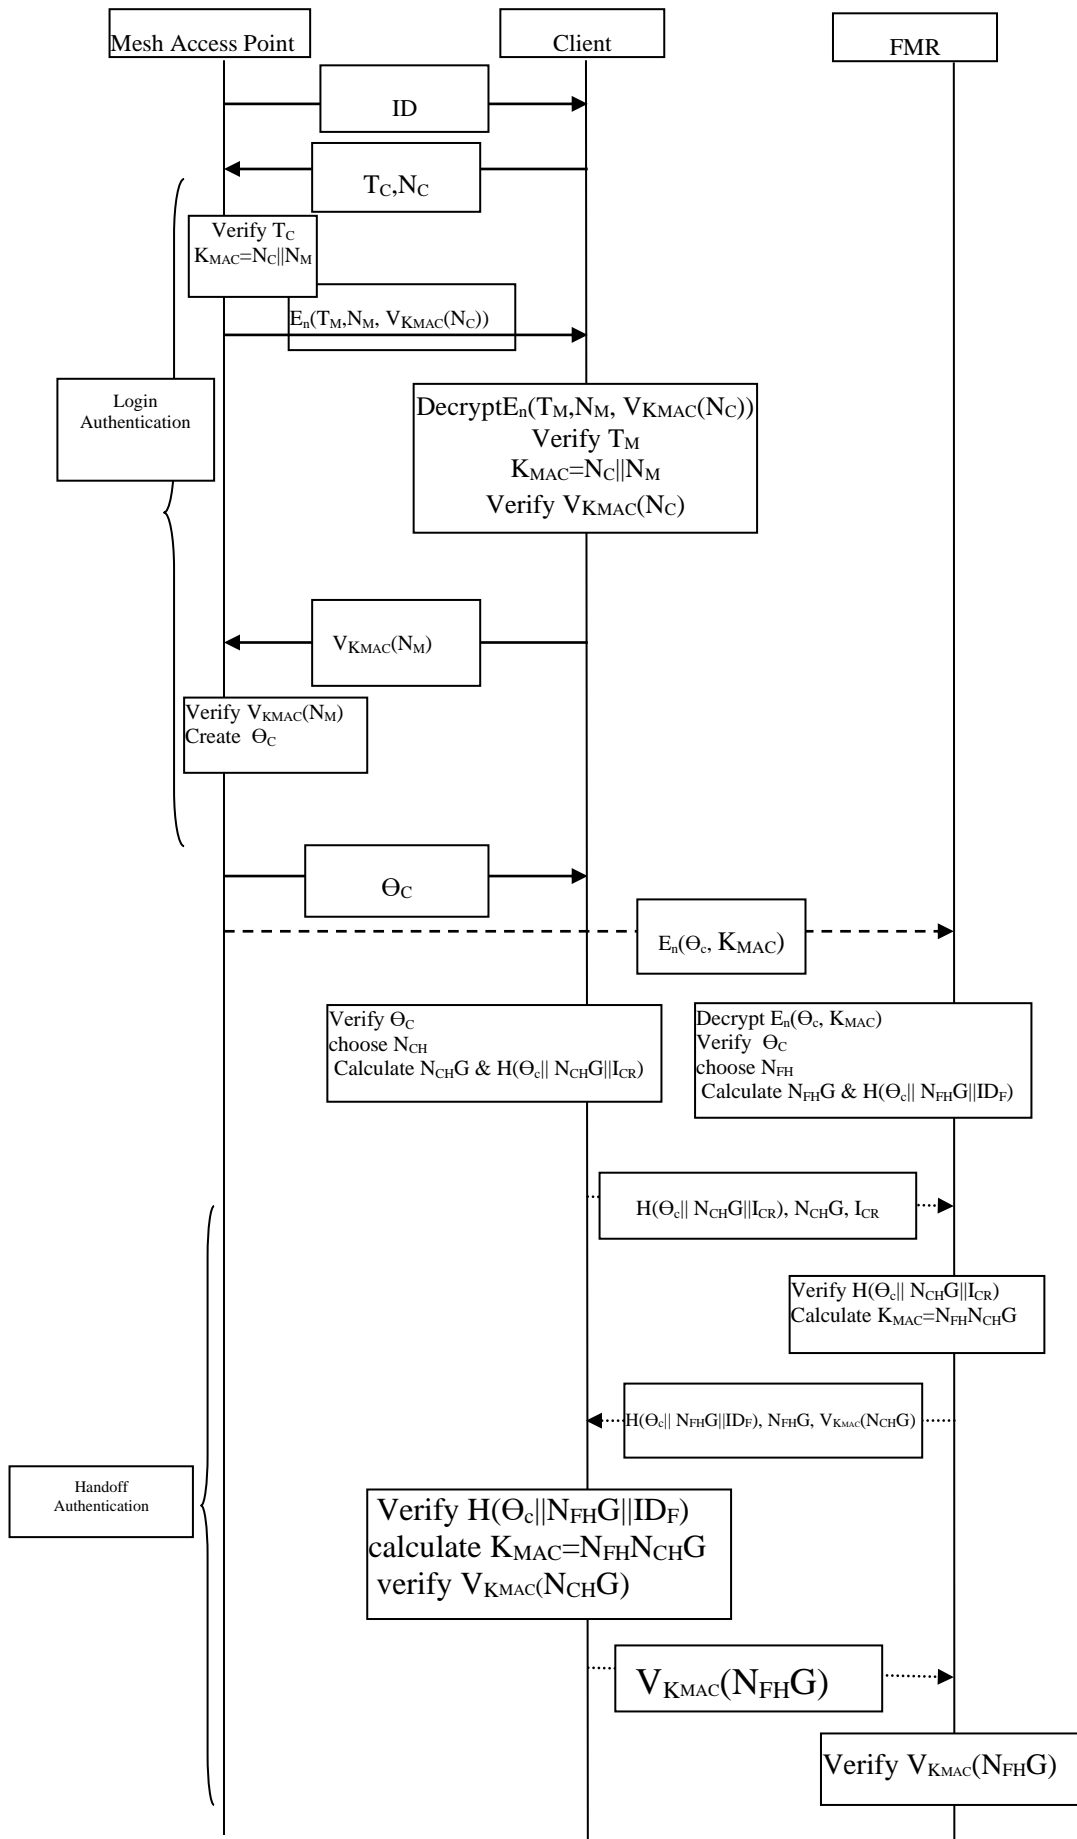 Mesh Access Point
Client
FMR
ID
T_C,N_C
Verify T_C
K_MAC=N_C||N_M
E_n(T_M,N_M, V_KMAC(N_C))
Login
Authentication
DecryptE_n(T_M,N_M, V_KMAC(N_C))
Verify T_M
K_MAC=N_C||N_M
Verify V_KMAC(N_C)
V_KMAC(N_M)
Verify V_KMAC(N_M)
Create ϴ_C
ϴ_C
E_n(ϴ_c, K_MAC)
Verify ϴ_C
choose N_CH
Calculate N_CHG & H(ϴ_c|| N_CHG||I_CR)
Decrypt E_n(ϴ_c, K_MAC)
Verify ϴ_C
choose N_FH
Calculate N_FHG & H(ϴ_c|| N_FHG||ID_F)
H(ϴ_c|| N_CHG||I_CR), N_CHG, I_CR
Verify H(ϴ_c|| N_CHG||I_CR)
Calculate K_MAC=N_FHN_CHG
H(ϴ_c|| N_FHG||ID_F), N_FHG, V_KMAC(N_CHG)
Handoff
Authentication
Verify H(ϴ_c||N_FHG||ID_F)
calculate K_MAC=N_FHN_CHG
verify V_KMAC(N_CHG)
V_KMAC(N_FHG)
Verify V_KMAC(N_FHG)